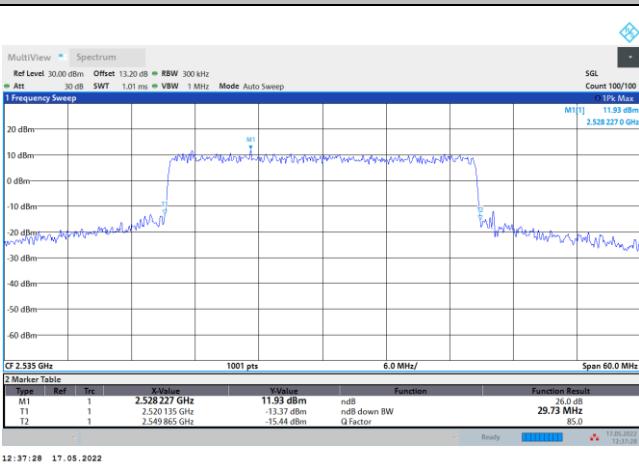 MultiView Spectrum
Ref Level 30.00 dBm Offset 13.20 dB RBW 300 kHz SGL
Att 30 dB SWT 1.01 ms VBW 1 MHz Mode Auto Sweep Count 100/100
1 Frequency Sweep 1Pk Max
M1[1] 11.93 dBm
2.528 227 0 GHz
20 dBm
M1
10 dBm
0 dBm
-10 dBm
T1
T2
-20 dBm
-30 dBm
-40 dBm
-50 dBm
-60 dBm
CF 2.535 GHz 1001 pts 6.0 MHz/ Span 60.0 MHz
2 Marker Table
Type Ref Trc X-Value Y-Value Function Function Result
M1 1 2.528 227 GHz 11.93 dBm ndB 26.0 dB
T1 1 2.520 135 GHz -13.37 dBm ndB down BW 29.73 MHz
T2 1 2.549 865 GHz -15.44 dBm Q Factor 85.0
Ready 17.05.2022
12:37:28
12:37:28 17.05.2022